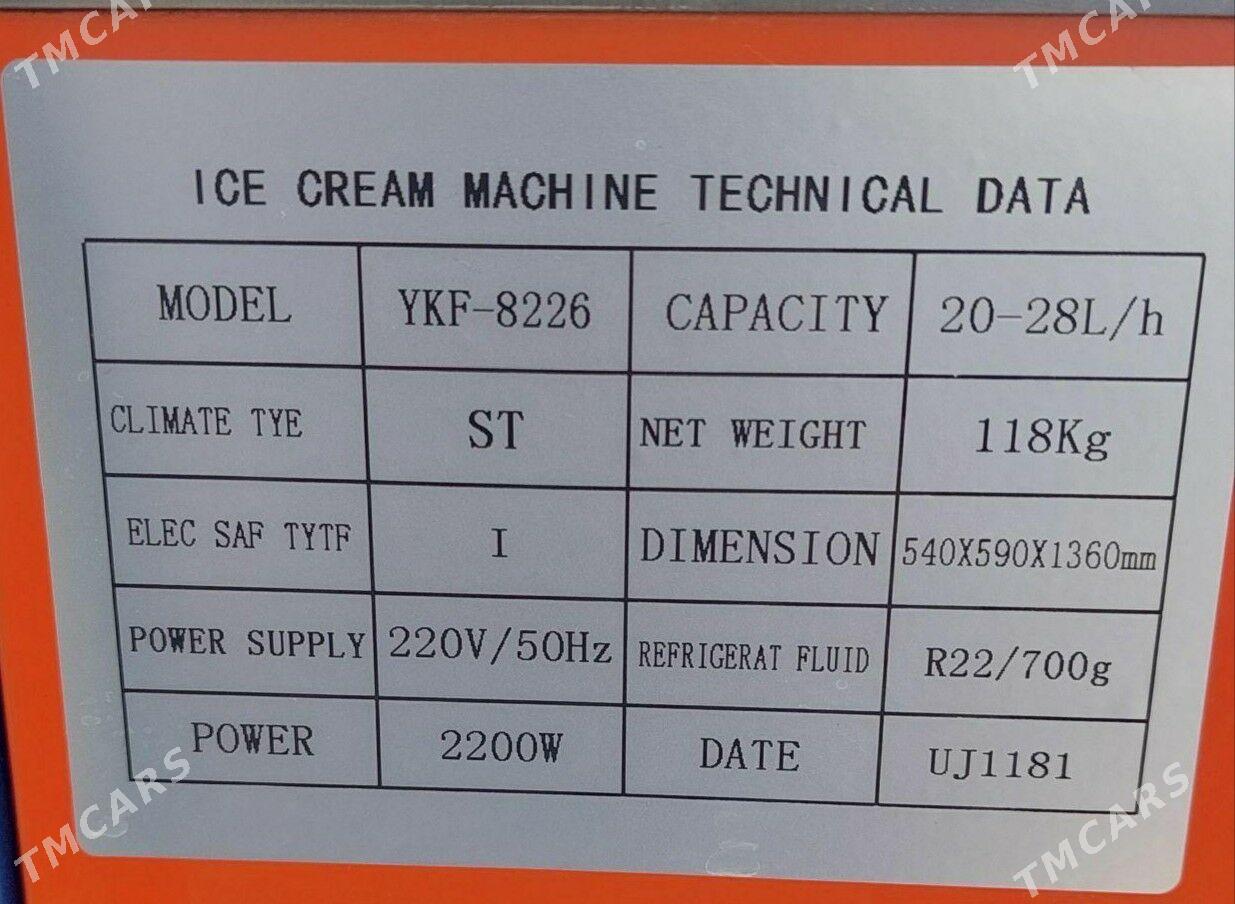 TMCARS
TMCARS
ICE CREAM MACHINE TECHNICAL DATA
MODEL YKF-8226 CAPACITY 20-28L/h
CLIMATE TYE ST NET WEIGHT 118Kg
ELEC SAF TYTF I DIMENSION 540X590X1360mm
POWER SUPPLY 220V/50Hz REFRIGERAT FLUID R22/700g
POWER 2200W DATE UJ1181
TMCARS
TMCARS